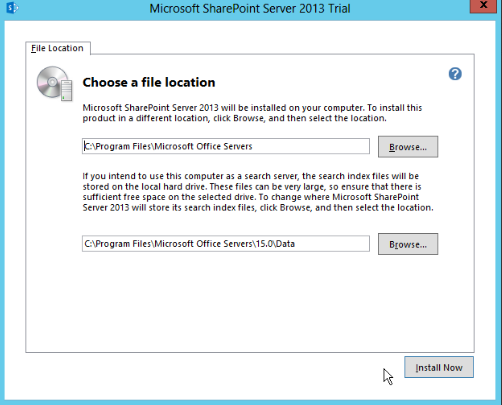 Microsoft SharePoint Server 2013 Trial
File Location
Choose a file location
Microsoft SharePoint Server 2013 will be installed on your computer. To install this
product in a different location, click Browse, and then select the location.
C:\Program Files\Microsoft Office Servers
Browse...
If you intend to use this computer as a search server, the search index files will be
stored on the local hard drive. These files can be very large, so ensure that there is
sufficient free space on the selected drive. To change where Microsoft SharePoint
Server 2013 will store its search index files, click Browse, and then select the location.
C:\Program Files\Microsoft Office Servers\15.0\Data
Browse...
Install Now